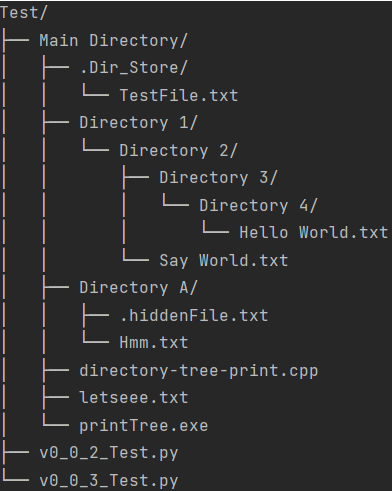 Test/
├── Main Directory/
│   ├── .Dir_Store/
│   │   └── TestFile.txt
│   ├── Directory 1/
│   │   └── Directory 2/
│   │       ├── Directory 3/
│   │       │   └── Directory 4/
│   │       │       └── Hello World.txt
│   │       └── Say World.txt
│   ├── Directory A/
│   │   ├── .hiddenFile.txt
│   │   └── Hmm.txt
│   ├── directory-tree-print.cpp
│   ├── letseee.txt
│   └── printTree.exe
├── v0_0_2_Test.py
└── v0_0_3_Test.py